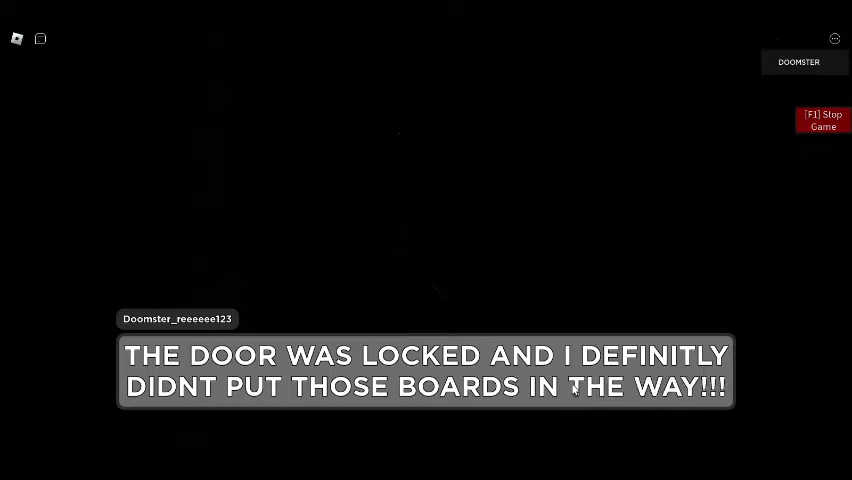 DOOMSTER
[F1] Stop
Game
Doomster_reeeeee123
THE DOOR WAS LOCKED AND I DEFINITLY
DIDNT PUT THOSE BOARDS IN THE WAY!!!